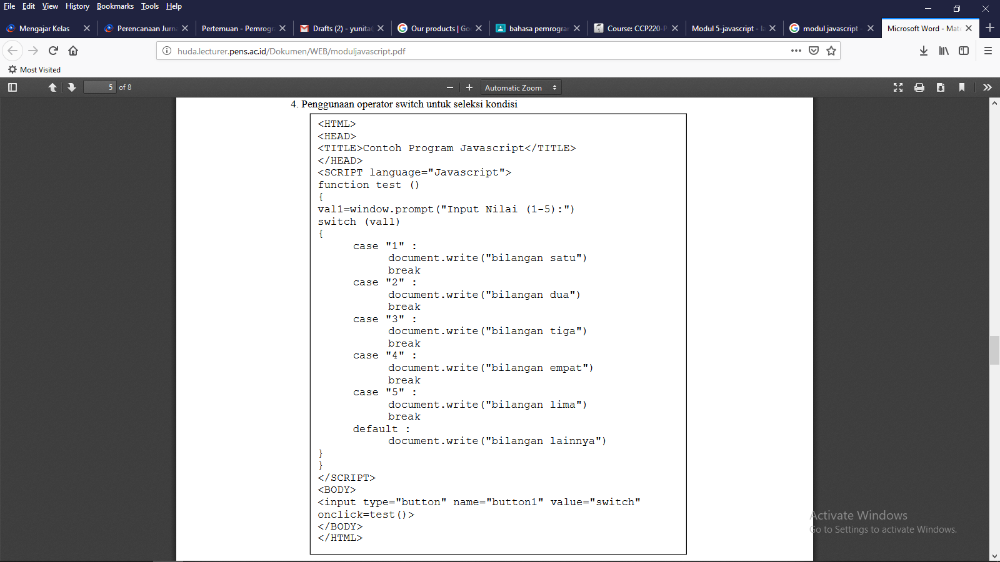 File Edit View History Bookmarks Tools Help
Mengajar Kelas
Perencanaan Jurn
Pertemuan - Pemrogr
Drafts (2) - yunita
Our products | Go
bahasa pemrogra
Course: CCP220-P
Modul 5-javascript - la
modul javascript -
Microsoft Word - Mat
huda.lecturer.pens.ac.id/Dokumen/WEB/moduljavascript.pdf
Most Visited
5 of 8
Automatic Zoom
4. Penggunaan operator switch untuk seleksi kondisi
<HTML>
<HEAD>
<TITLE>Contoh Program Javascript</TITLE>
</HEAD>
<SCRIPT language="Javascript">
function test ()
{
val1=window.prompt("Input Nilai (1-5):")
switch (val1)
{
case "1" :
document.write("bilangan satu")
break
case "2" :
document.write("bilangan dua")
break
case "3" :
document.write("bilangan tiga")
break
case "4" :
document.write("bilangan empat")
break
case "5" :
document.write("bilangan lima")
break
default :
document.write("bilangan lainnya")
}
}
</SCRIPT>
<BODY>
<input type="button" name="button1" value="switch"
onclick=test()>
</BODY>
</HTML>
Activate Windows
Go to Settings to activate Windows.